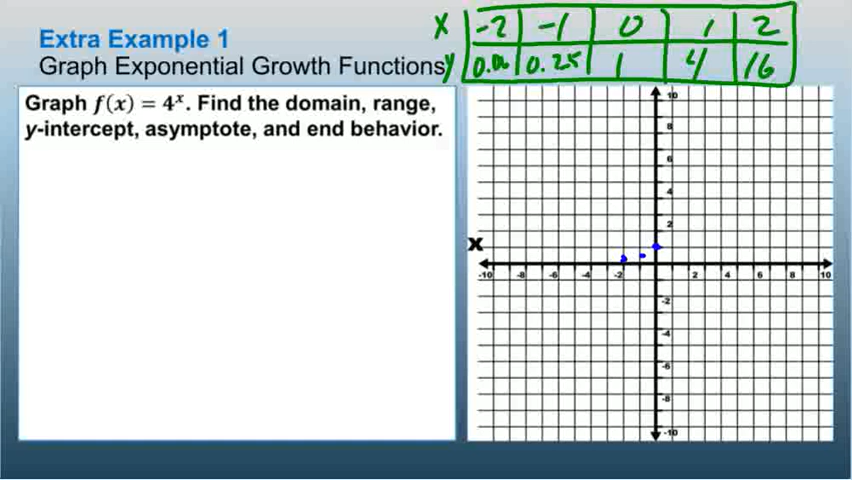 Extra Example 1
Graph Exponential Growth Functions
x -2 -1 0 1 2
y 0.06 0.25 1 4 16
Graph f(x) = 4ˣ. Find the domain, range,
y-intercept, asymptote, and end behavior.
10
8
6
4
2
X
-10 -8 -6 -4 -2 2 4 6 8 10
-2
-4
-6
-8
-10